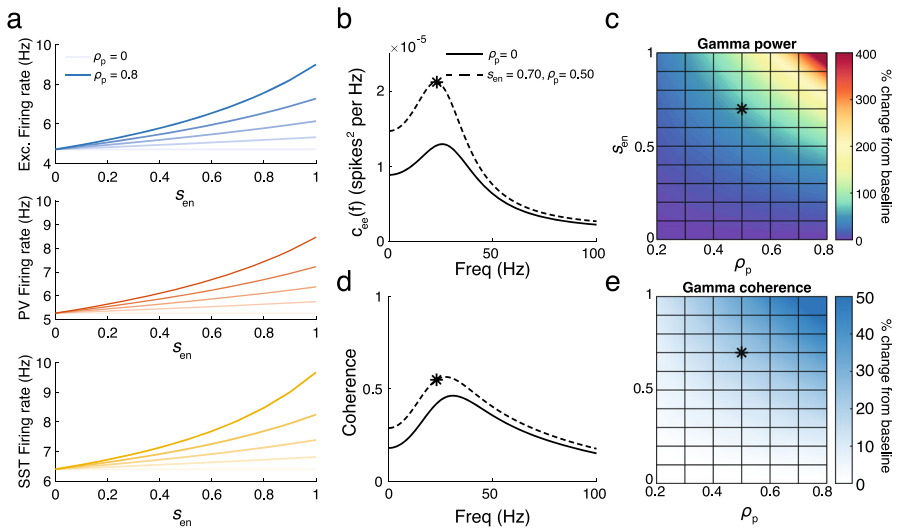 a
Exc. Firing rate (Hz)
10
8
6
4
ρp = 0
ρp = 0.8
0 0.2 0.4 0.6 0.8 1
sen
PV Firing rate (Hz)
10
9
8
7
6
5
0 0.2 0.4 0.6 0.8 1
sen
SST Firing rate (Hz)
10
9
8
7
6
0 0.2 0.4 0.6 0.8 1
sen
b
×10-5
cee(f) (spikes2 per Hz)
2
1
0
ρp= 0
sen = 0.70, ρp= 0.50
0 50 100
Freq (Hz)
c
Gamma power
sen
1
0.5
0
0.2 0.4 0.6 0.8
ρp
400
300
200
100
0
% change from baseline
d
Coherence
1
0.5
0
0 50 100
Freq (Hz)
e
Gamma coherence
1
0.5
0
0.2 0.4 0.6 0.8
ρp
50
40
30
20
10
0
% change from baseline